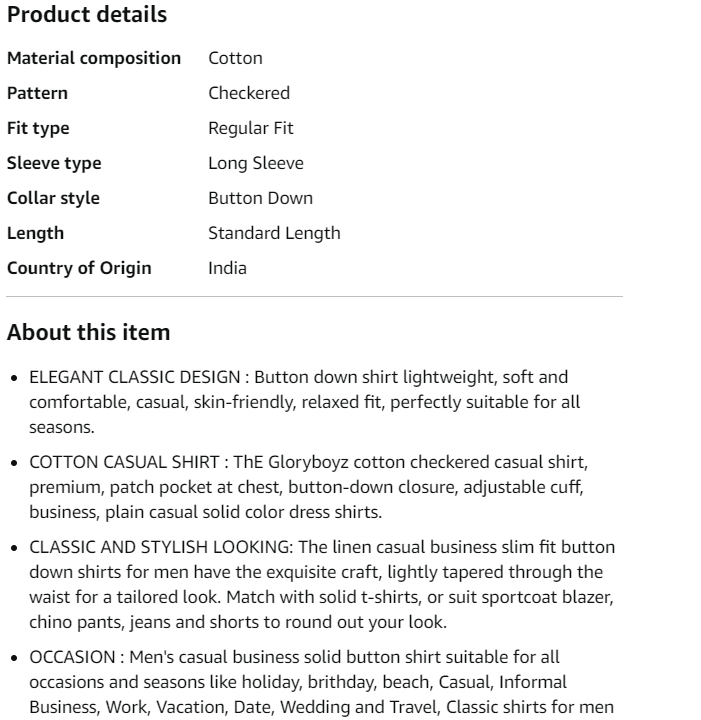 Product details
Material composition Cotton
Pattern Checkered
Fit type Regular Fit
Sleeve type Long Sleeve
Collar style Button Down
Length Standard Length
Country of Origin India
About this item
• ELEGANT CLASSIC DESIGN : Button down shirt lightweight, soft and
comfortable, casual, skin-friendly, relaxed fit, perfectly suitable for all
seasons.
• COTTON CASUAL SHIRT : ThE Gloryboyz cotton checkered casual shirt,
premium, patch pocket at chest, button-down closure, adjustable cuff,
business, plain casual solid color dress shirts.
• CLASSIC AND STYLISH LOOKING: The linen casual business slim fit button
down shirts for men have the exquisite craft, lightly tapered through the
waist for a tailored look. Match with solid t-shirts, or suit sportcoat blazer,
chino pants, jeans and shorts to round out your look.
• OCCASION : Men's casual business solid button shirt suitable for all
occasions and seasons like holiday, brithday, beach, Casual, Informal
Business, Work, Vacation, Date, Wedding and Travel, Classic shirts for men